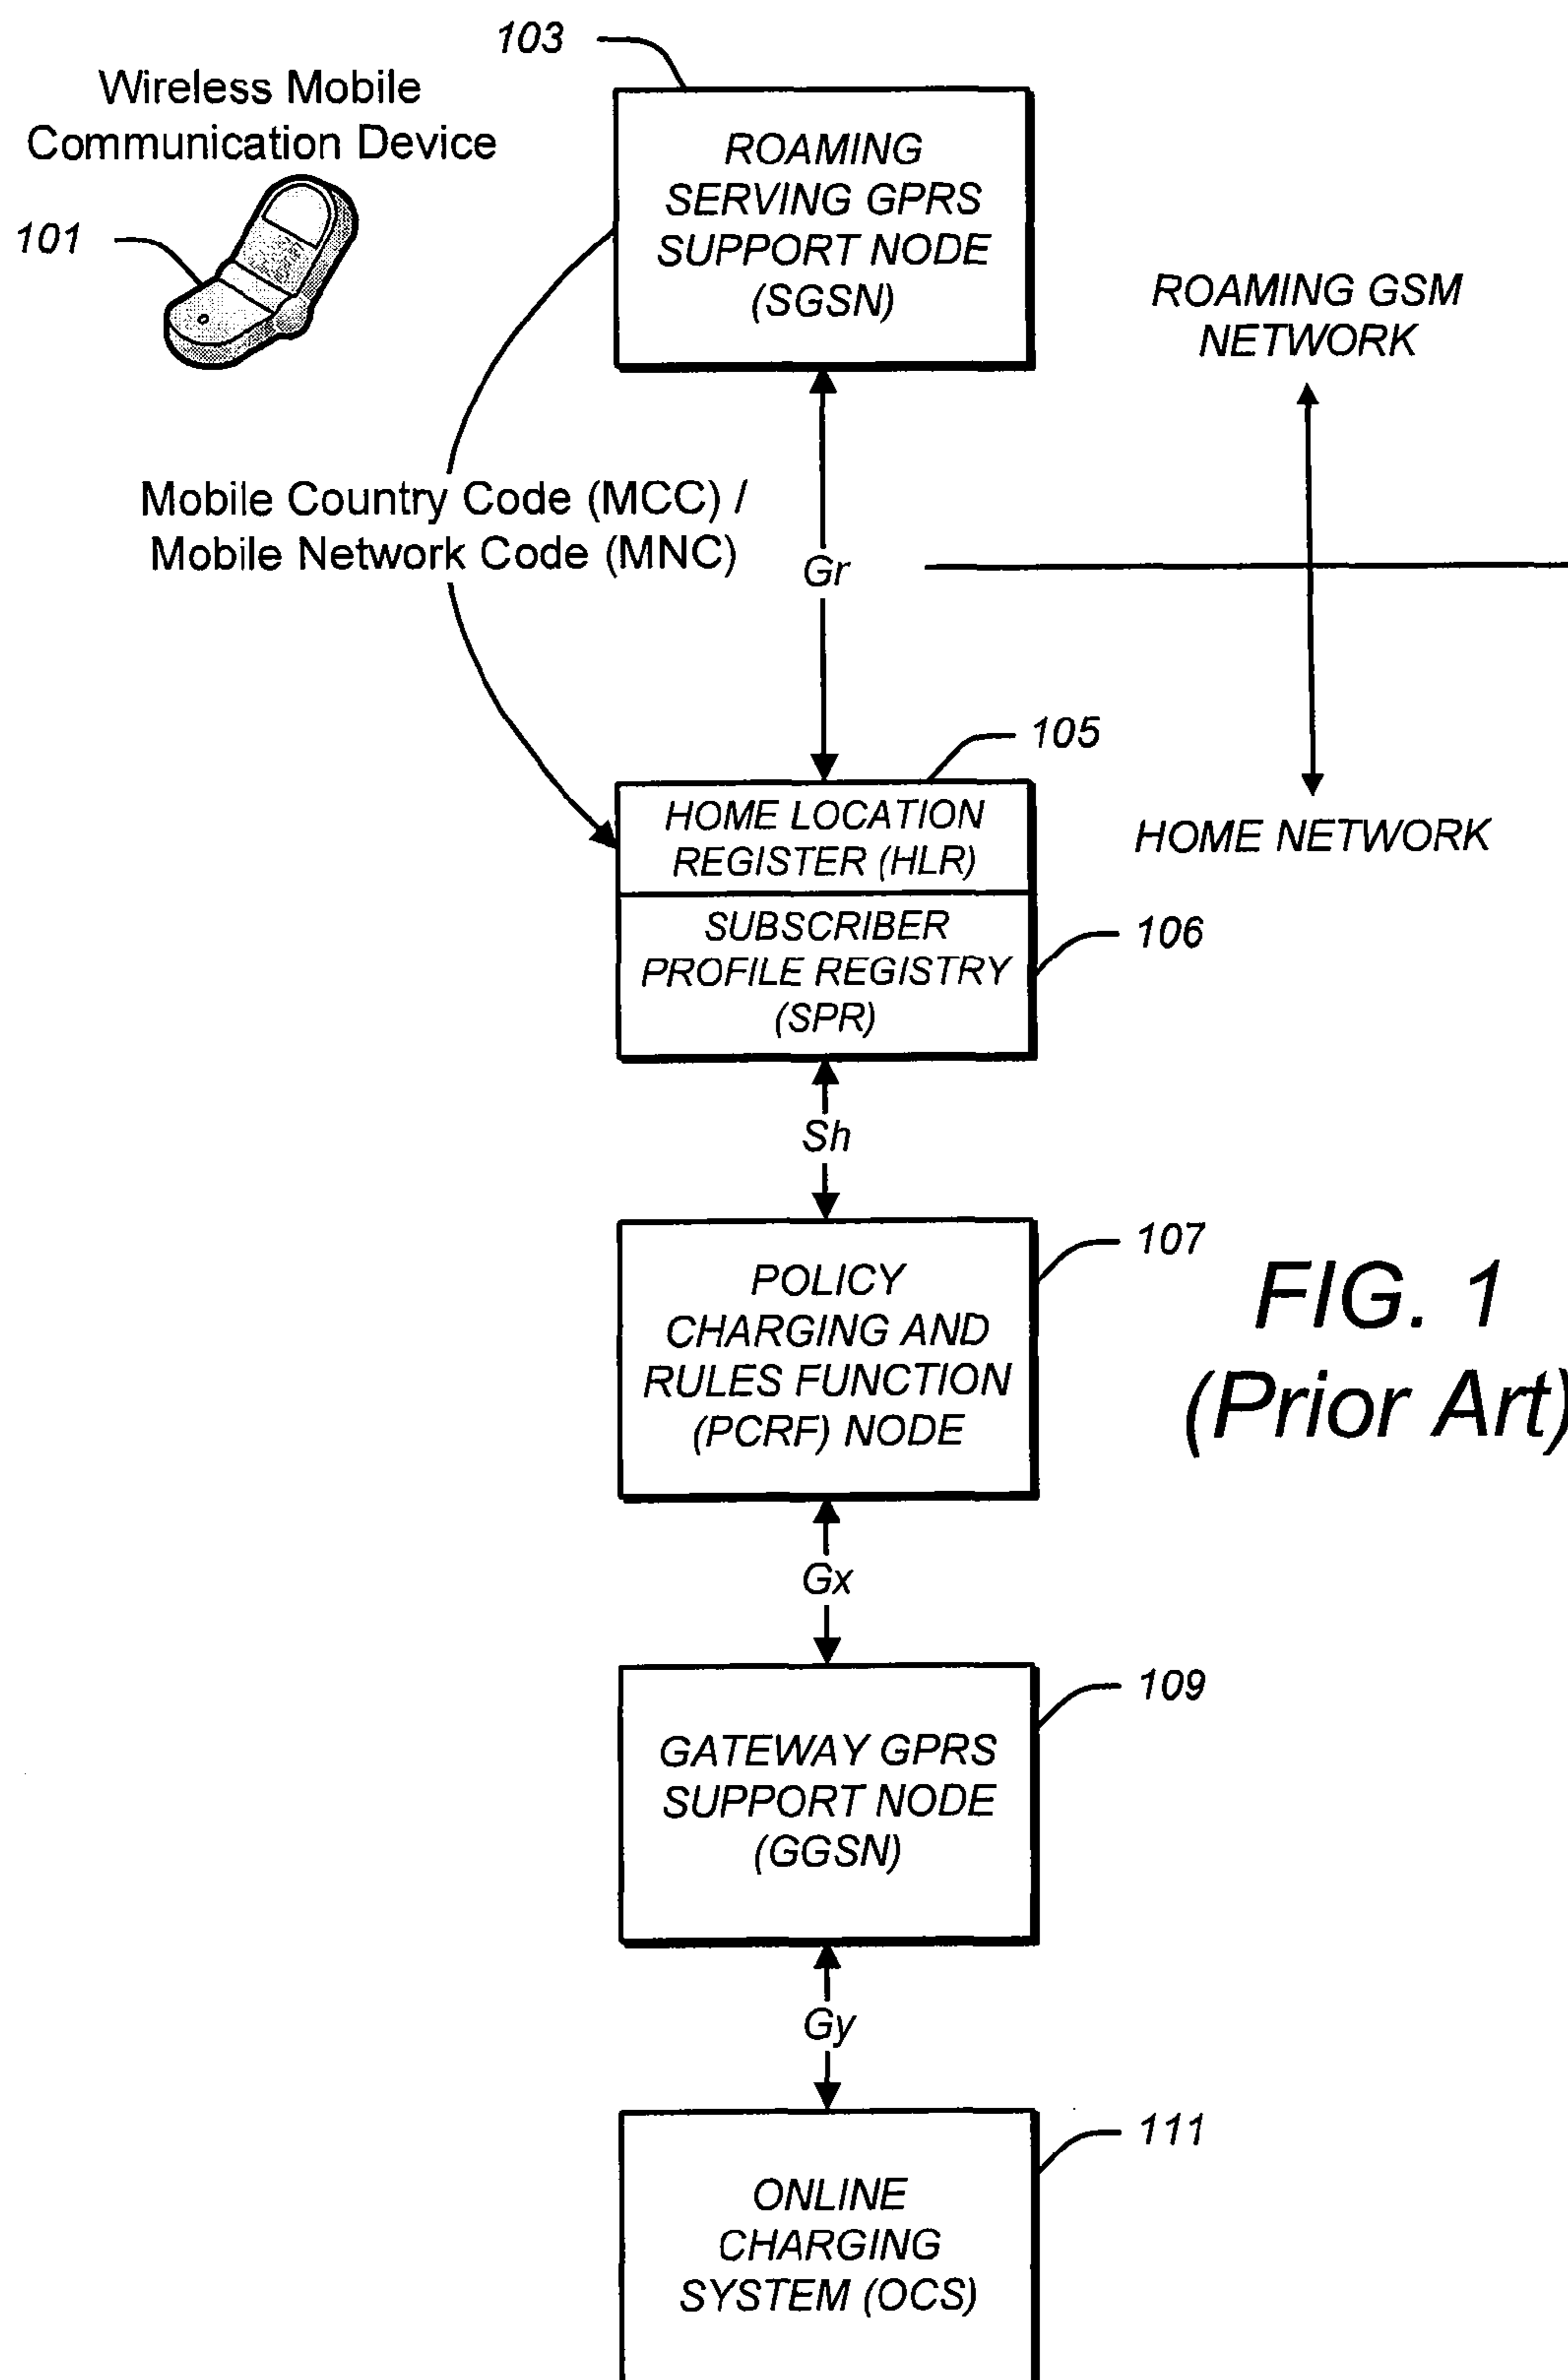 103
Wireless Mobile
Communication Device
101
ROAMING
SERVING GPRS
SUPPORT NODE
(SGSN)
ROAMING GSM
NETWORK
Mobile Country Code (MCC) /
Mobile Network Code (MNC)
Gr
105
HOME LOCATION
REGISTER (HLR)
HOME NETWORK
SUBSCRIBER
PROFILE REGISTRY
(SPR)
106
Sh
107
POLICY
CHARGING AND
RULES FUNCTION
(PCRF) NODE
FIG. 1
(Prior Art)
Gx
109
GATEWAY GPRS
SUPPORT NODE
(GGSN)
Gy
111
ONLINE
CHARGING
SYSTEM (OCS)